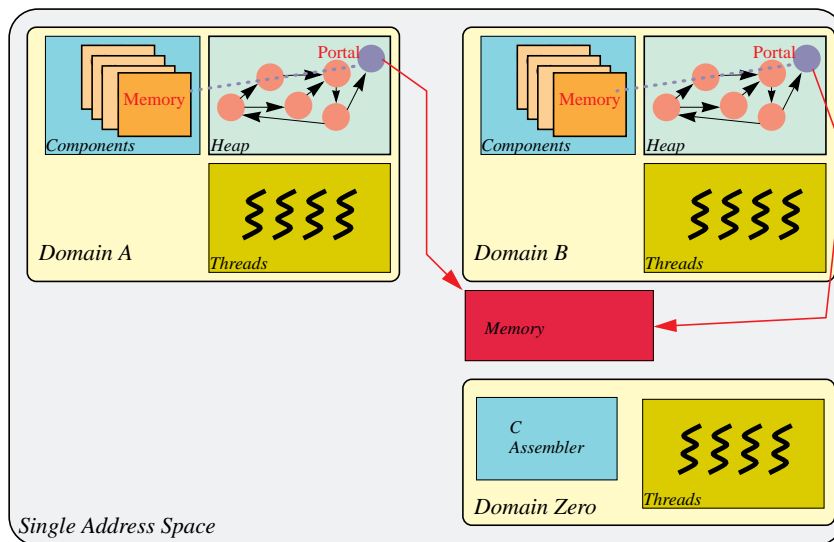 Portal
Memory
Components
Heap
Domain A
Threads
Portal
Memory
Components
Heap
Domain B
Threads
Memory
C
Assembler
Domain Zero
Threads
Single Address Space